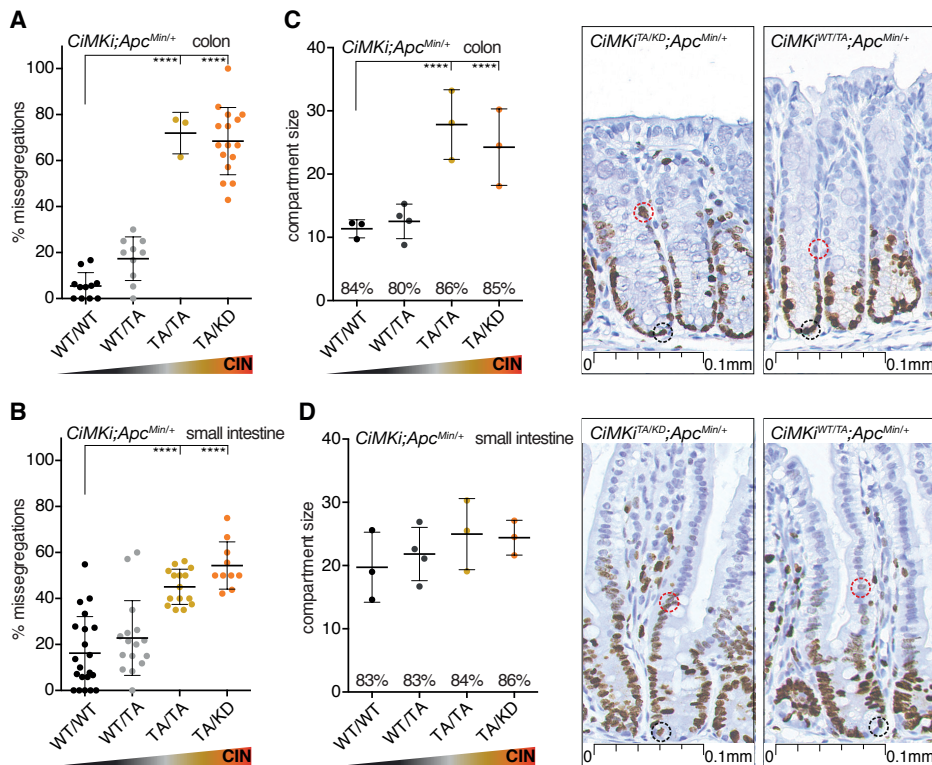 A
CiMKi;Apc^Min/+ colon
**** ****
% missegregations
100
80
60
40
20
0
WT/WT
WT/TA
TA/TA
TA/KD
CIN
C
CiMKi;Apc^Min/+ colon
**** ****
compartment size
40
30
20
10
0
84% 80% 86% 85%
WT/WT
WT/TA
TA/TA
TA/KD
CIN
CiMKi^TA/KD;Apc^Min/+
0 0.1mm
CiMKi^WT/TA;Apc^Min/+
0 0.1mm
B
CiMKi;Apc^Min/+ small intestine
**** ****
% missegregations
100
80
60
40
20
0
WT/WT
WT/TA
TA/TA
TA/KD
CIN
D
CiMKi;Apc^Min/+ small intestine
compartment size
40
30
20
10
0
83% 83% 84% 86%
WT/WT
WT/TA
TA/TA
TA/KD
CIN
CiMKi^TA/KD;Apc^Min/+
0 0.1mm
CiMKi^WT/TA;Apc^Min/+
0 0.1mm